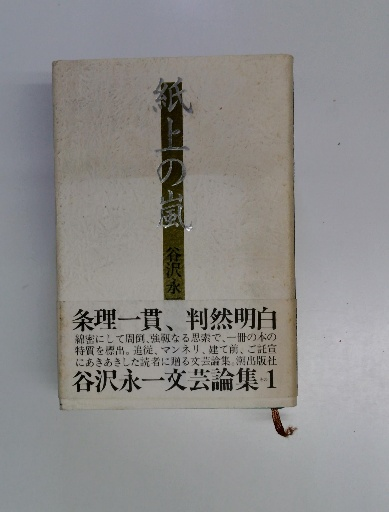 紙上の嵐
谷沢永一
条理一貫、判然明白
綿密にして周倒、強靱なる思索で、一冊の本の
特質を標出。追従、マンネリ、建て前、ご託宣
にあきあきした読者に贈る文芸論集。潮出版社
谷沢永一文芸論集・1